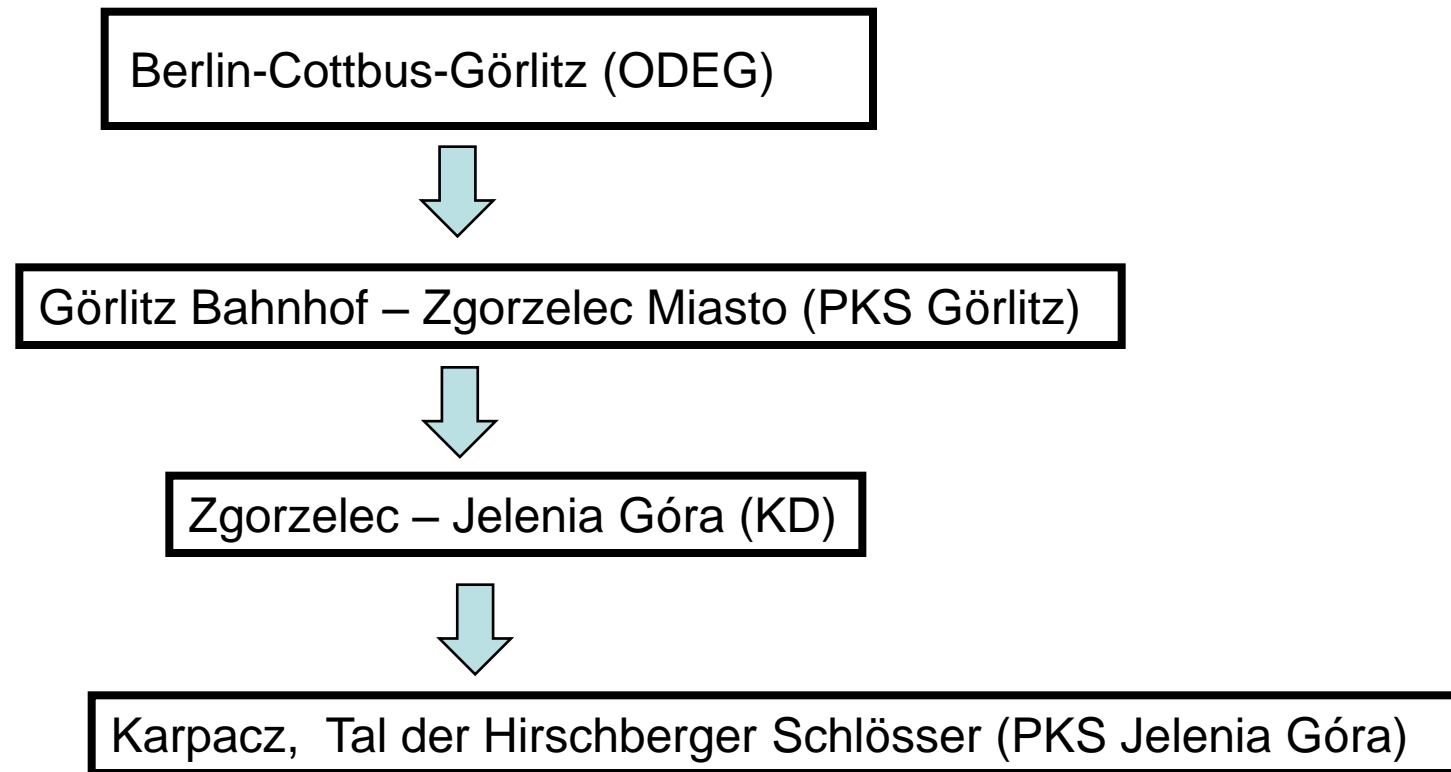 Berlin-Cottbus-Görlitz (ODEG)
Görlitz Bahnhof – Zgorzelec Miasto (PKS Görlitz)
Zgorzelec – Jelenia Góra (KD)
Karpacz, Tal der Hirschberger Schlösser (PKS Jelenia Góra)